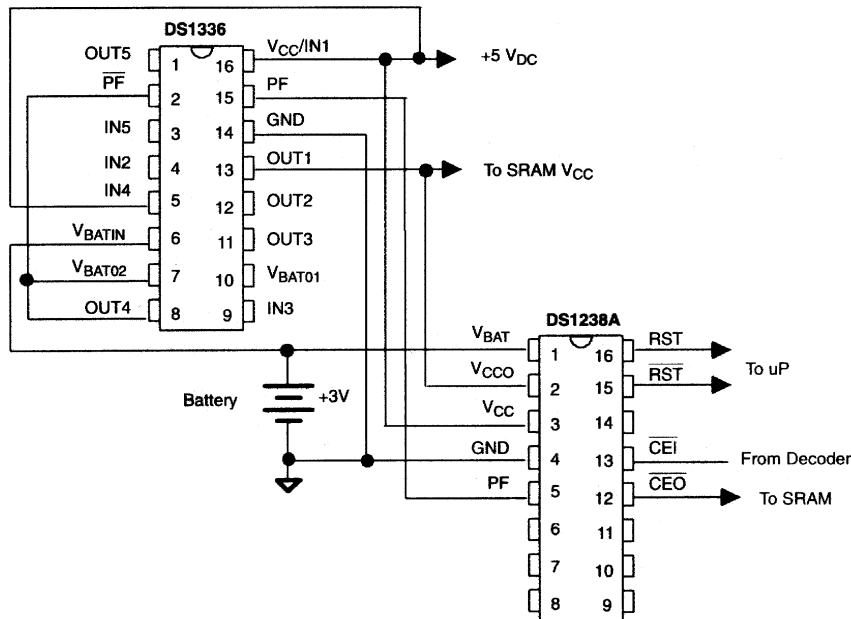 DS1336
OUT5 1 16 VCC/IN1
+5 VDC
PF 2 15 PF
IN5 3 14 GND
IN2 4 13 OUT1
To SRAM VCC
IN4 5 12 OUT2
VBATIN 6 11 OUT3
VBAT02 7 10 VBAT01
OUT4 8 9 IN3
DS1238A
VBAT 1 16 RST
To uP
VCCO 2 15 RST
Battery
+3V
VCC 3 14
GND 4 13 CEI
From Decoder
PF 5 12 CEO
To SRAM
6 11
7 10
8 9